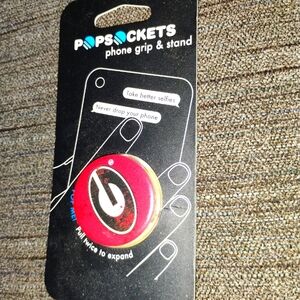 POPSOCKETS
phone grip & stand
Take better selfies
Never drop your phone
G
Pull twice to expand